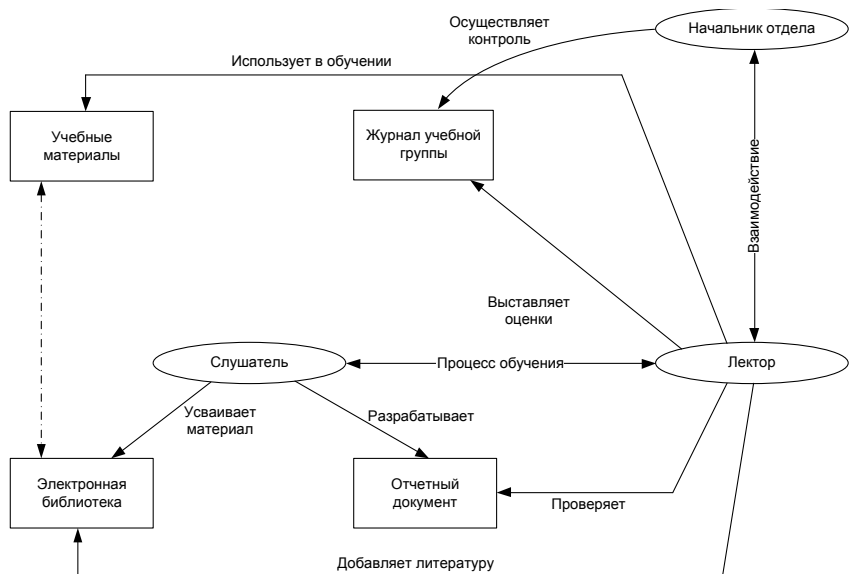 Осуществляет
контроль
Начальник отдела
Использует в обучении
Учебные
материалы
Журнал учебной
группы
Взаимодействие
Выставляет
оценки
Слушатель
Процесс обучения
Лектор
Усваивает
материал
Разрабатывает
Электронная
библиотека
Отчетный
документ
Проверяет
Добавляет литературу